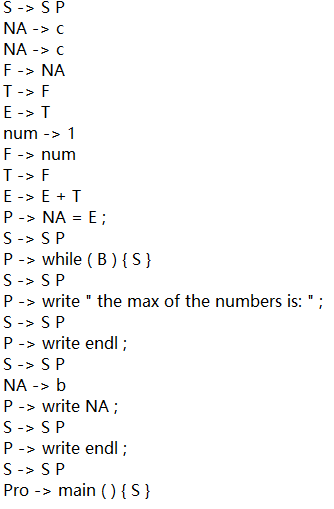 S -> S P
NA -> c
NA -> c
F -> NA
T -> F
E -> T
num -> 1
F -> num
T -> F
E -> E + T
P -> NA = E ;
S -> S P
P -> while ( B ) { S }
S -> S P
P -> write " the max of the numbers is: " ;
S -> S P
P -> write endl ;
S -> S P
NA -> b
P -> write NA ;
S -> S P
P -> write endl ;
S -> S P
Pro -> main ( ) { S }